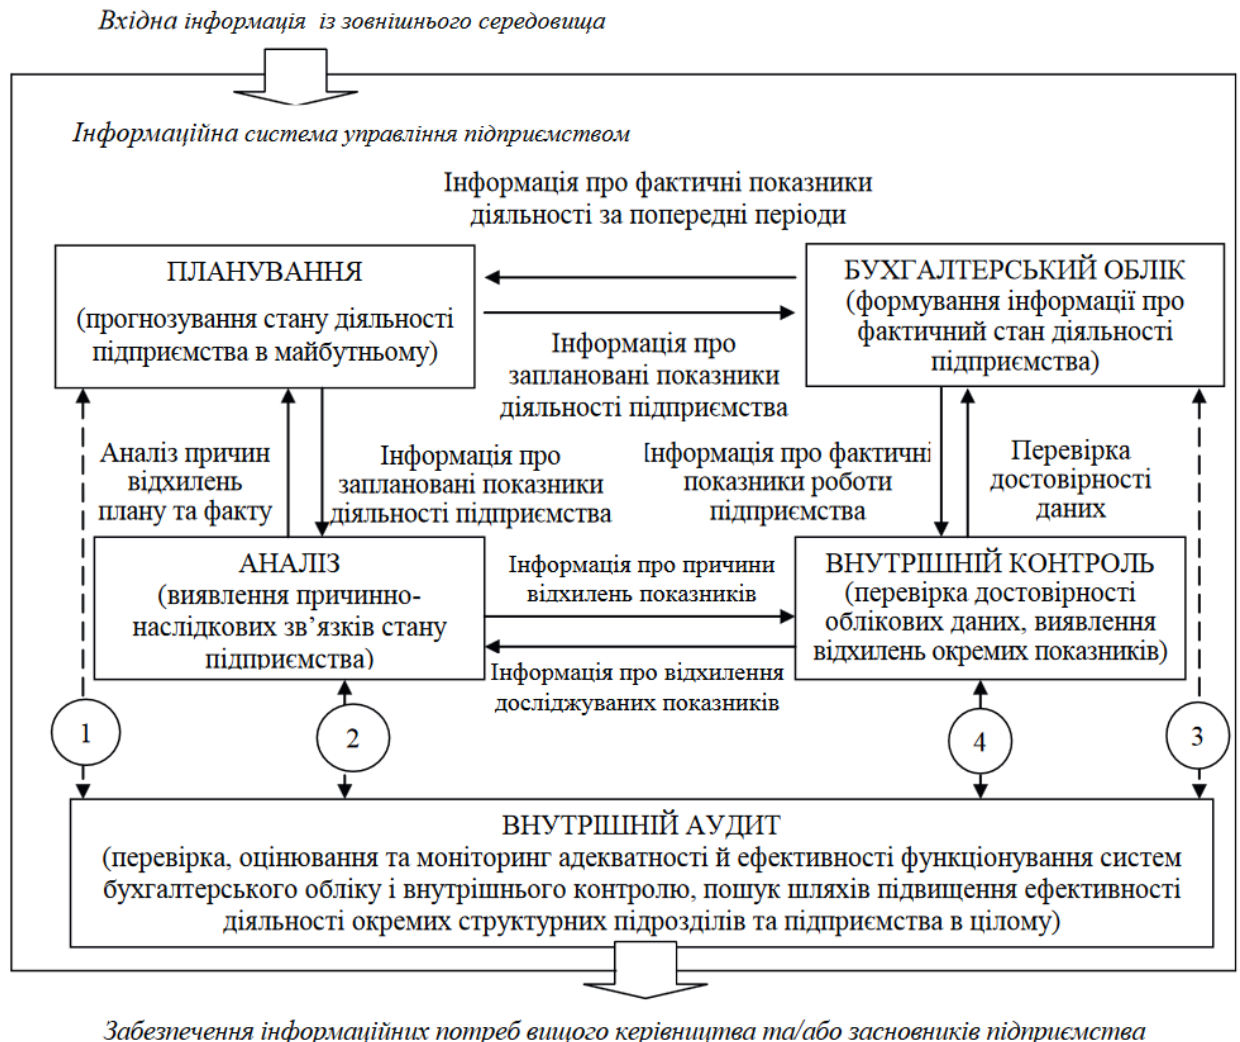 Вхідна інформація із зовнішнього середовища
Інформаційна система управління підприємством
Інформація про фактичні показники
діяльності за попередні періоди
ПЛАНУВАННЯ
(прогнозування стану діяльності
підприємства в майбутньому)
БУХГАЛТЕРСЬКИЙ ОБЛІК
(формування інформації про
фактичний стан діяльності
підприємства)
Інформація про
заплановані показники
діяльності підприємства
Аналіз причин
відхилень
плану та факту
Інформація про
заплановані показники
діяльності підприємства
Інформація про фактичні
показники роботи
підприємства
Перевірка
достовірності
даних
АНАЛІЗ
(виявлення причинно-
наслідкових зв’язків стану
підприємства)
Інформація про причини
відхилень показників
ВНУТРІШНІЙ КОНТРОЛЬ
(перевірка достовірності
облікових даних, виявлення
відхилень окремих показників)
Інформація про відхилення
досліджуваних показників
1
2
4
3
ВНУТРІШНІЙ АУДИТ
(перевірка, оцінювання та моніторинг адекватності й ефективності функціонування систем
бухгалтерського обліку і внутрішнього контролю, пошук шляхів підвищення ефективності
діяльності окремих структурних підрозділів та підприємства в цілому)
Забезпечення інформаційних потреб вищого керівництва та/або засновників підприємства